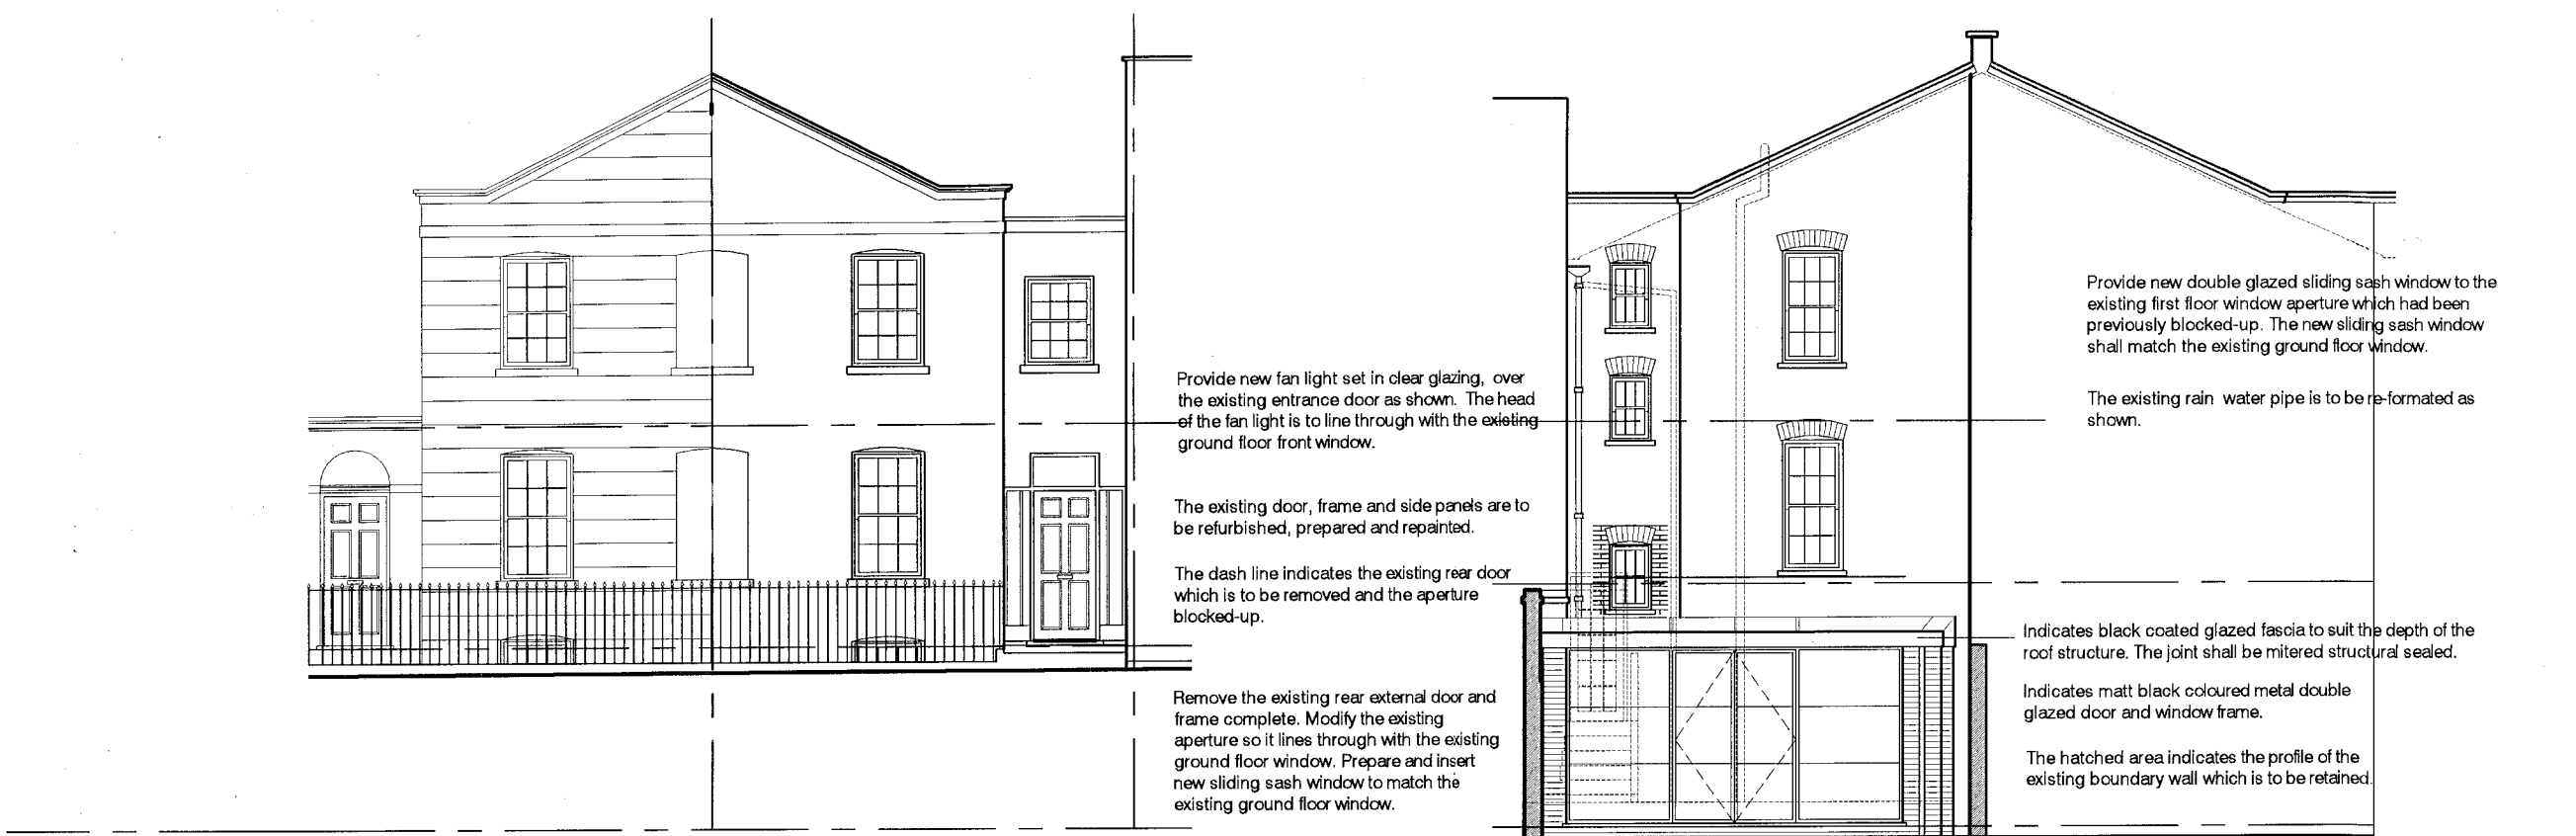 Provide new fan light set in clear glazing, over
the existing entrance door as shown. The head
of the fan light is to line through with the existing
ground floor front window.
The existing door, frame and side panels are to
be refurbished, prepared and repainted.
The dash line indicates the existing rear door
which is to be removed and the aperture
blocked-up.
Remove the existing rear external door and
frame complete. Modify the existing
aperture so it lines through with the existing
ground floor window. Prepare and insert
new sliding sash window to match the
existing ground floor window.
Provide new double glazed sliding sash window to the
existing first floor window aperture which had been
previously blocked-up. The new sliding sash window
shall match the existing ground floor window.
The existing rain water pipe is to be re-formated as
shown.
Indicates black coated glazed fascia to suit the depth of the
roof structure. The joint shall be mitered structural sealed.
Indicates matt black coloured metal double
glazed door and window frame.
The hatched area indicates the profile of the
existing boundary wall which is to be retained.